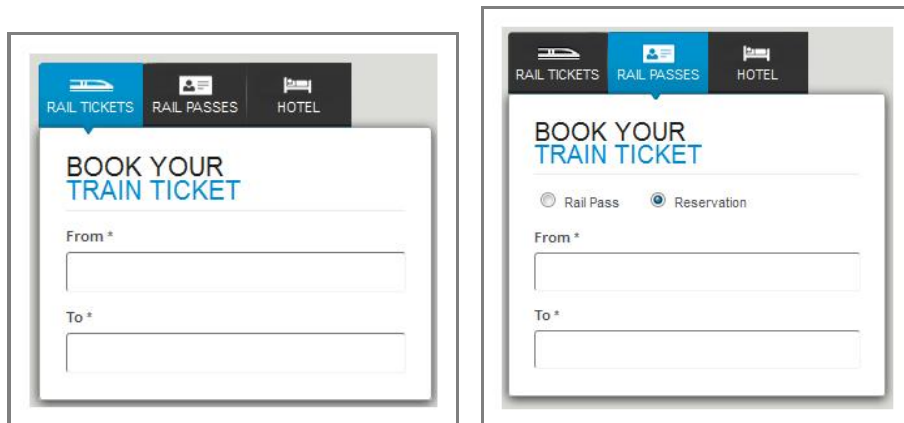 RAIL TICKETS RAIL PASSES HOTEL
BOOK YOUR
TRAIN TICKET
From *
To *
RAIL TICKETS RAIL PASSES HOTEL
BOOK YOUR
TRAIN TICKET
Rail Pass Reservation
From *
To *